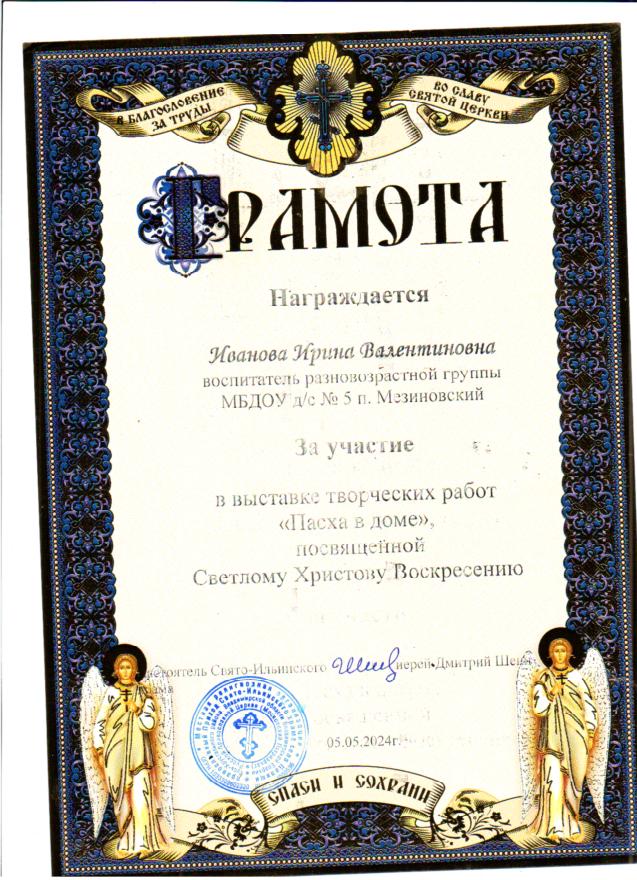 В БЛАГОСЛОВЕНИЕ
ЗА ТРУДЫ
ВО СЛАВУ
СВЯТОЙ ЦЕРКВИ
ГРАМОТА
Награждается
Иванова Ирина Валентиновна
воспитатель разновозрастной группы
МБДОУ д/с № 5 п. Мезиновский
За участие
в выставке творческих работ
«Пасха в доме»,
посвященной
Светлому Христову Воскресению
Свято-Ильинского иерей Дмитрий
05.05.2024г.
СПАСИ И СОХРАНИ